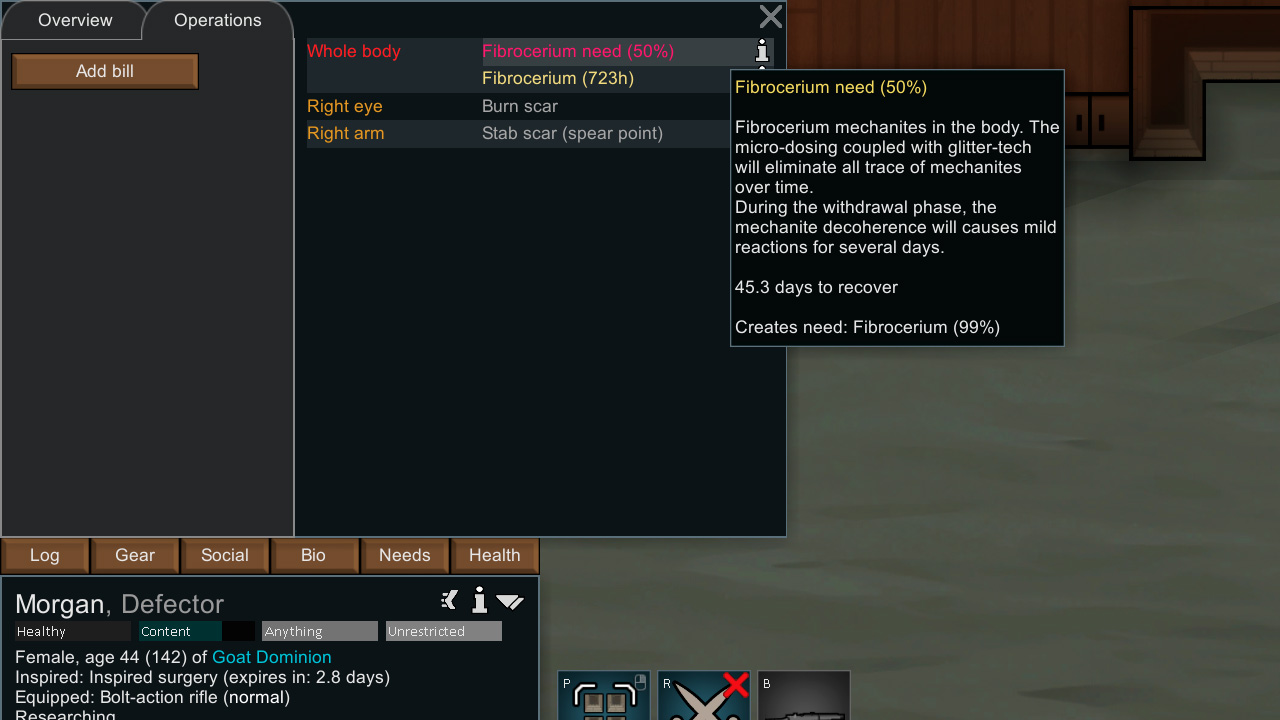 Overview Operations
Add bill
Whole body Fibrocerium need (50%)
Fibrocerium (723h)
Right eye Burn scar
Right arm Stab scar (spear point)
Fibrocerium need (50%)
Fibrocerium mechanites in the body. The
micro-dosing coupled with glitter-tech
will eliminate all trace of mechanites
over time.
During the withdrawal phase, the
mechanite decoherence will causes mild
reactions for several days.
45.3 days to recover
Creates need: Fibrocerium (99%)
Log Gear Social Bio Needs Health
Morgan, Defector
Healthy Content Anything Unrestricted
Female, age 44 (142) of Goat Dominion
Inspired: Inspired surgery (expires in: 2.8 days)
Equipped: Bolt-action rifle (normal)
Researching
P R B